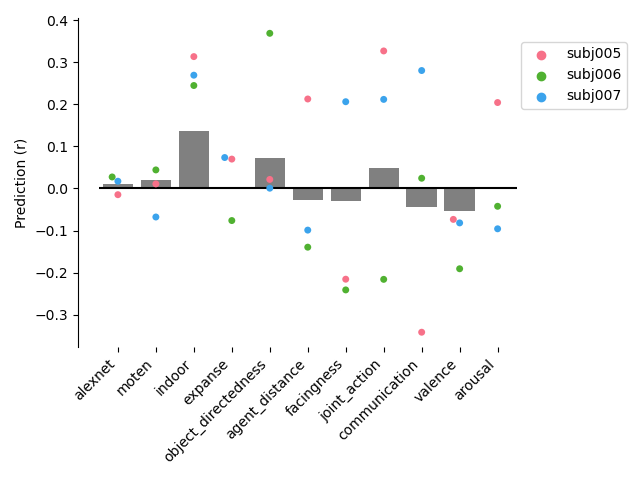 0.4
0.3
0.2
0.1
0.0
−0.1
−0.2
−0.3
Prediction (r)
alexnet
moten
indoor
expanse
object_directedness
agent_distance
facingness
joint_action
communication
valence
arousal
subj005
subj006
subj007